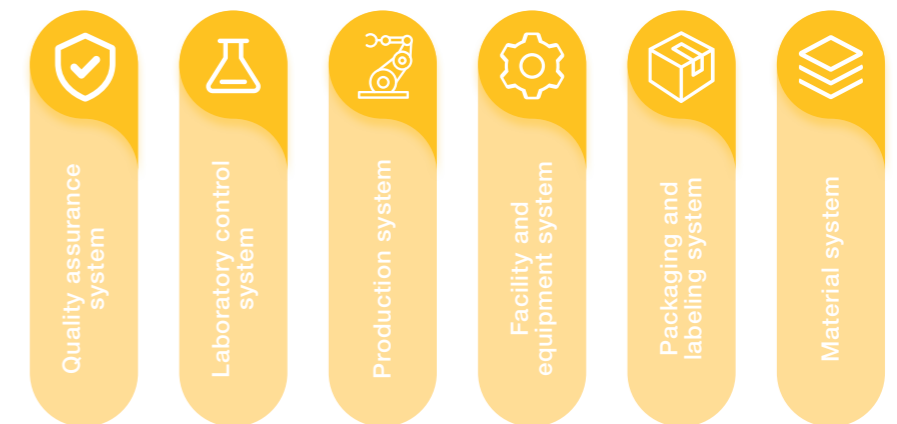 Quality assurance
system
Laboratory control
system
Production system
Facility and
equipment system
Packaging and
labeling system
Material system